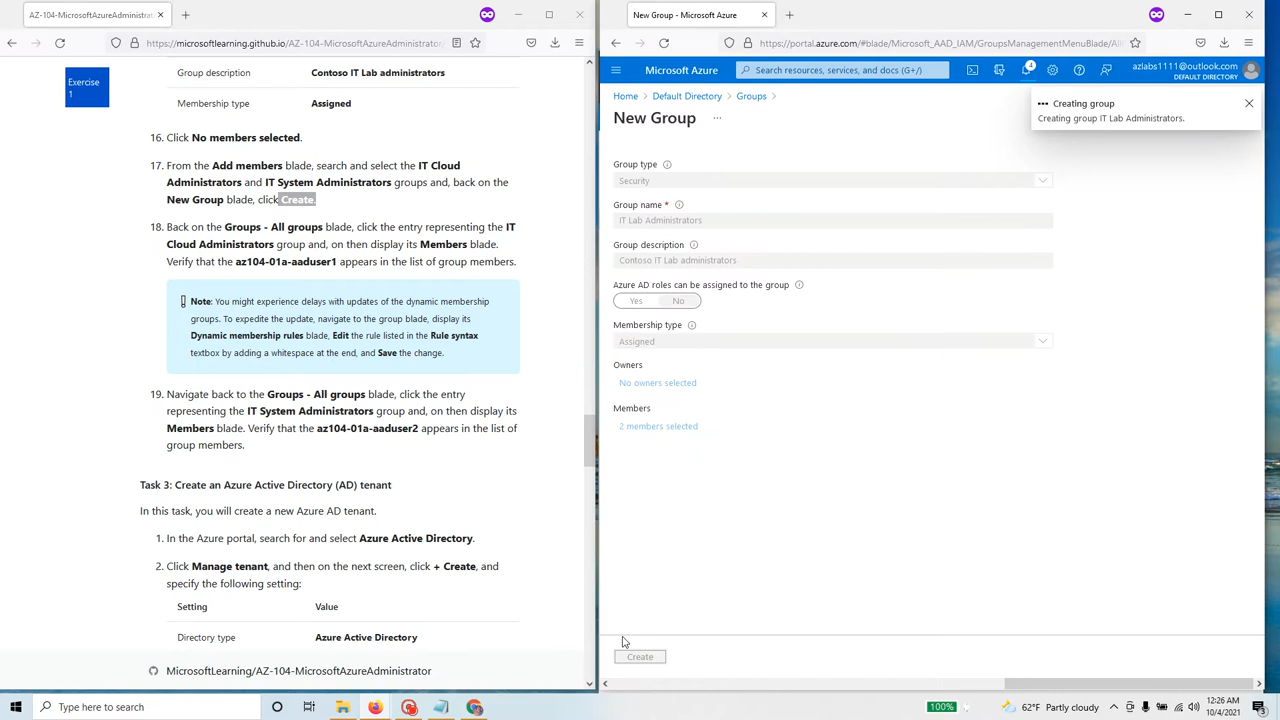 AZ-104-MicrosoftAzureAdministrat
https://microsoftlearning.github.io/AZ-104-MicrosoftAzureAdministrator/
Exercise
1
Group description Contoso IT Lab administrators
Membership type Assigned
16. Click No members selected.
17. From the Add members blade, search and select the IT Cloud
Administrators and IT System Administrators groups and, back on the
New Group blade, click Create.
18. Back on the Groups - All groups blade, click the entry representing the IT
Cloud Administrators group and, on then display its Members blade.
Verify that the az104-01a-aaduser1 appears in the list of group members.
Note: You might experience delays with updates of the dynamic membership
groups. To expedite the update, navigate to the group blade, display its
Dynamic membership rules blade, Edit the rule listed in the Rule syntax
textbox by adding a whitespace at the end, and Save the change.
19. Navigate back to the Groups - All groups blade, click the entry
representing the IT System Administrators group and, on then display its
Members blade. Verify that the az104-01a-aaduser2 appears in the list of
group members.
Task 3: Create an Azure Active Directory (AD) tenant
In this task, you will create a new Azure AD tenant.
1. In the Azure portal, search for and select Azure Active Directory.
2. Click Manage tenant, and then on the next screen, click + Create, and
specify the following setting:
Setting Value
Directory type Azure Active Directory
MicrosoftLearning/AZ-104-MicrosoftAzureAdministrator
New Group - Microsoft Azure
https://portal.azure.com/#blade/Microsoft_AAD_IAM/GroupsManagementMenuBlade/All
Microsoft Azure
Search resources, services, and docs (G+/)
4
azlabs1111@outlook.com
DEFAULT DIRECTORY
Home > Default Directory > Groups >
New Group ...
Creating group
Creating group IT Lab Administrators.
Group type
Security
Group name *
IT Lab Administrators
Group description
Contoso IT Lab administrators
Azure AD roles can be assigned to the group
Yes No
Membership type
Assigned
Owners
No owners selected
Members
2 members selected
Create
Type here to search
100%
62°F Partly cloudy
12:26 AM
10/4/2021
3